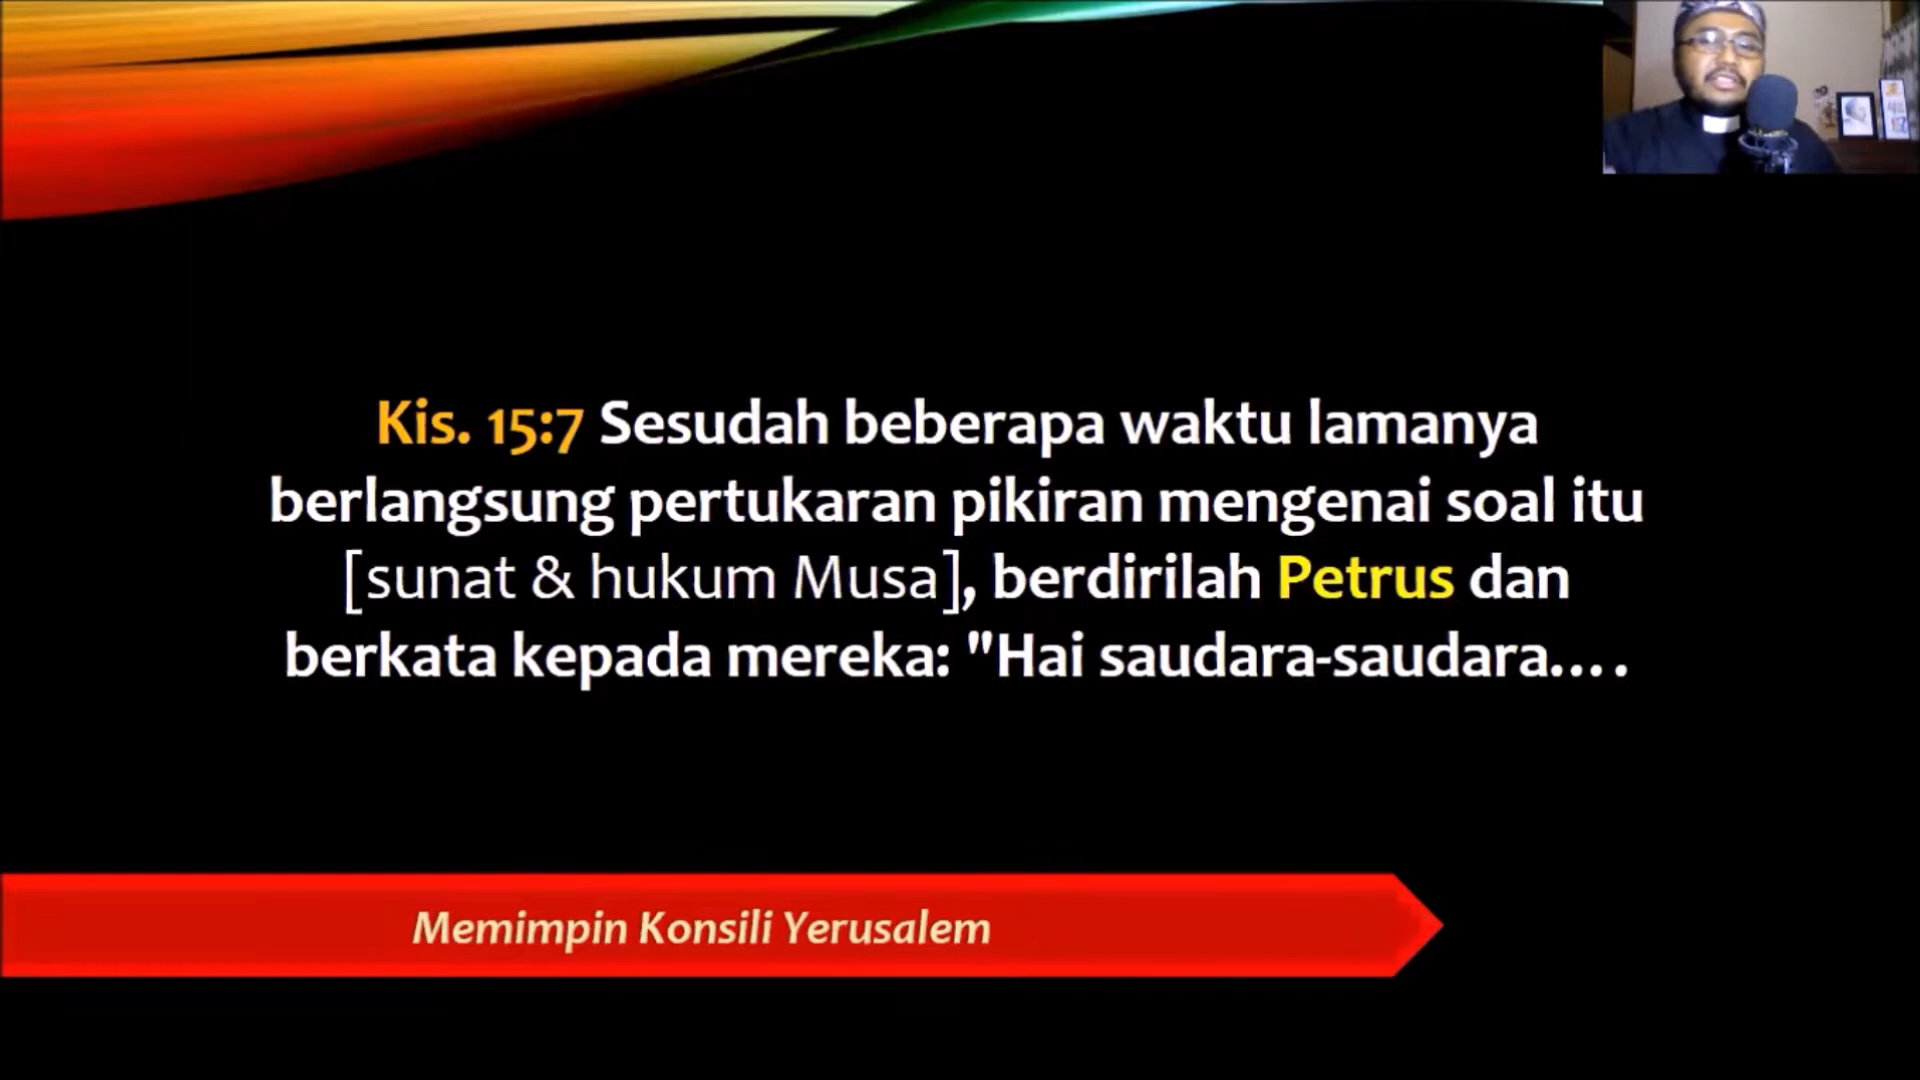 Kis. 15:7 Sesudah beberapa waktu lamanya
berlangsung pertukaran pikiran mengenai soal itu
[sunat & hukum Musa], berdirilah Petrus dan
berkata kepada mereka: "Hai saudara-saudara....
Memimpin Konsili Yerusalem